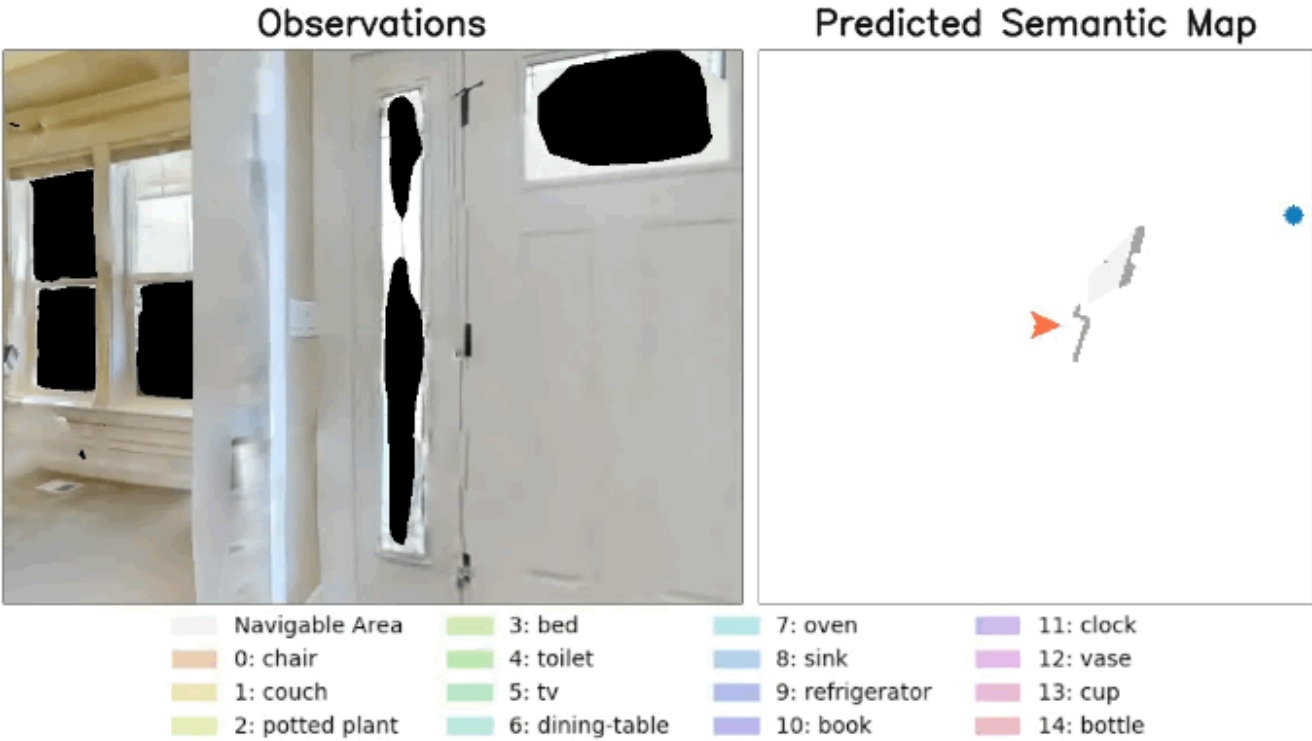 Observations
Predicted Semantic Map
Navigable Area
0: chair
1: couch
2: potted plant
3: bed
4: toilet
5: tv
6: dining-table
7: oven
8: sink
9: refrigerator
10: book
11: clock
12: vase
13: cup
14: bottle